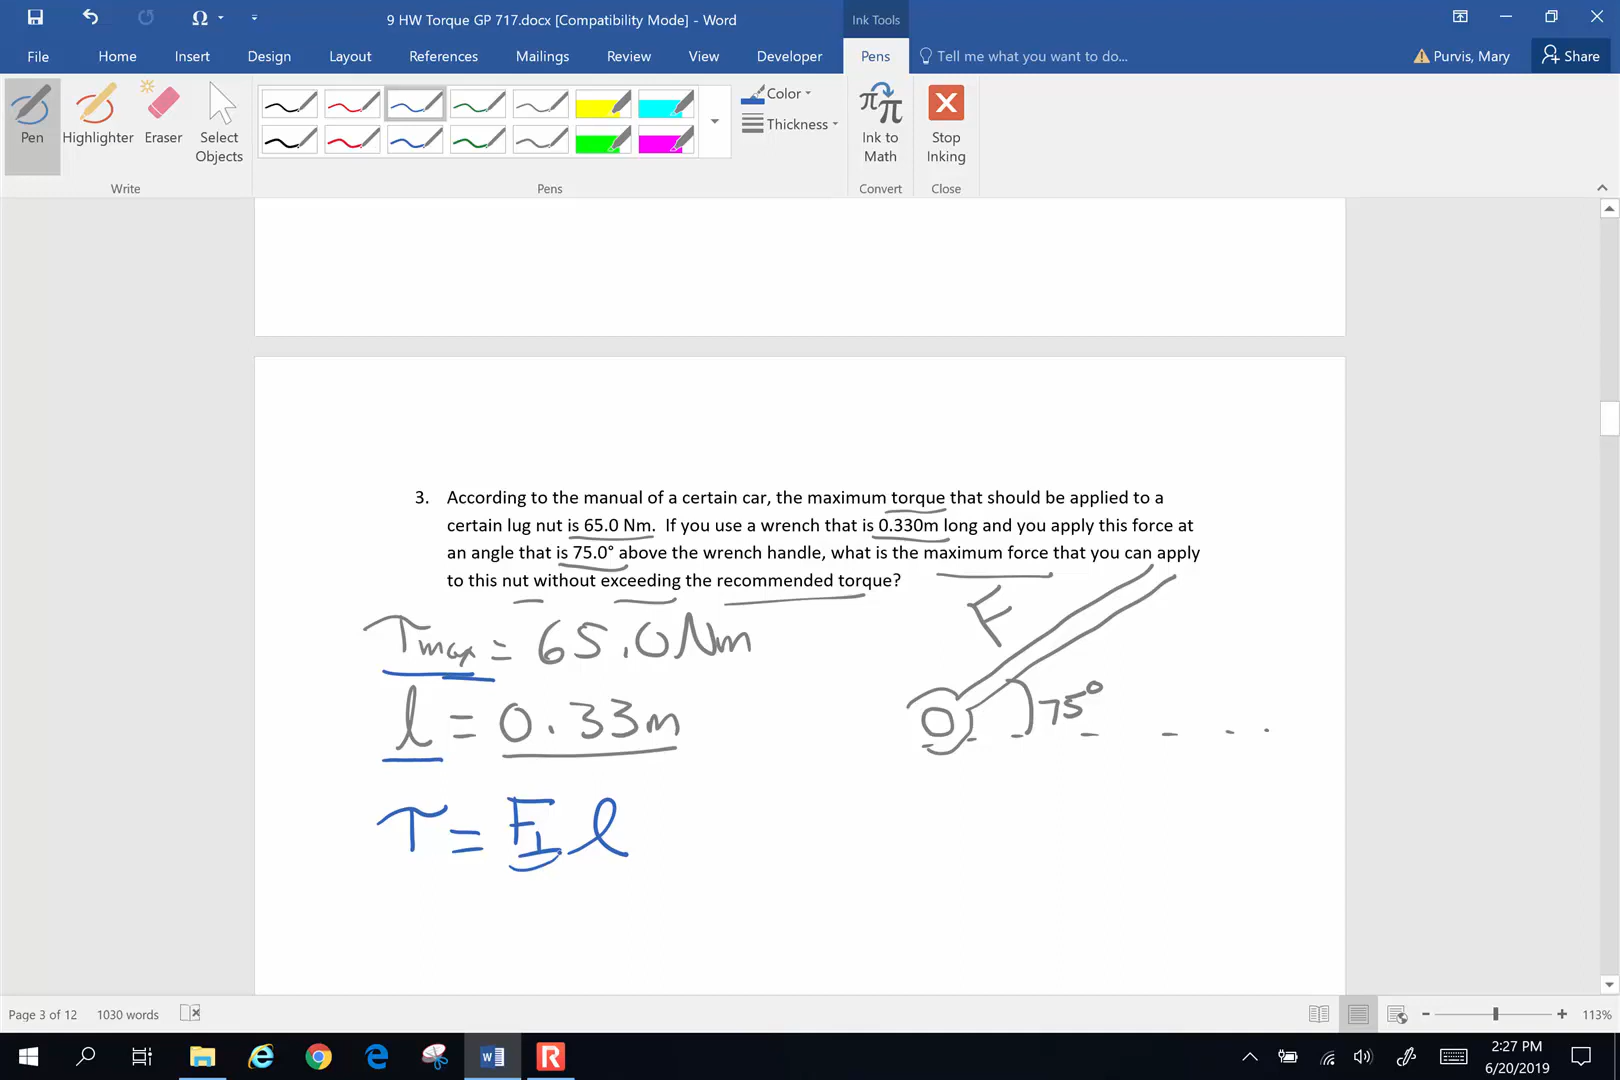 9 HW Torque GP 717.docx [Compatibility Mode] - Word
Ink Tools
File Home Insert Design Layout References Mailings Review View Developer Pens Tell me what you want to do... Purvis, Mary Share
Pen Highlighter Eraser Select Objects
Color
Thickness
Ink to Math
Stop Inking
Write Pens Convert Close
3. According to the manual of a certain car, the maximum torque that should be applied to a
certain lug nut is 65.0 Nm. If you use a wrench that is 0.330m long and you apply this force at
an angle that is 75.0° above the wrench handle, what is the maximum force that you can apply
to this nut without exceeding the recommended torque?
F
τmax = 65.0 Nm
75°
l = 0.33m
τ = F⊥ l
Page 3 of 12 1030 words 113%
2:27 PM
6/20/2019